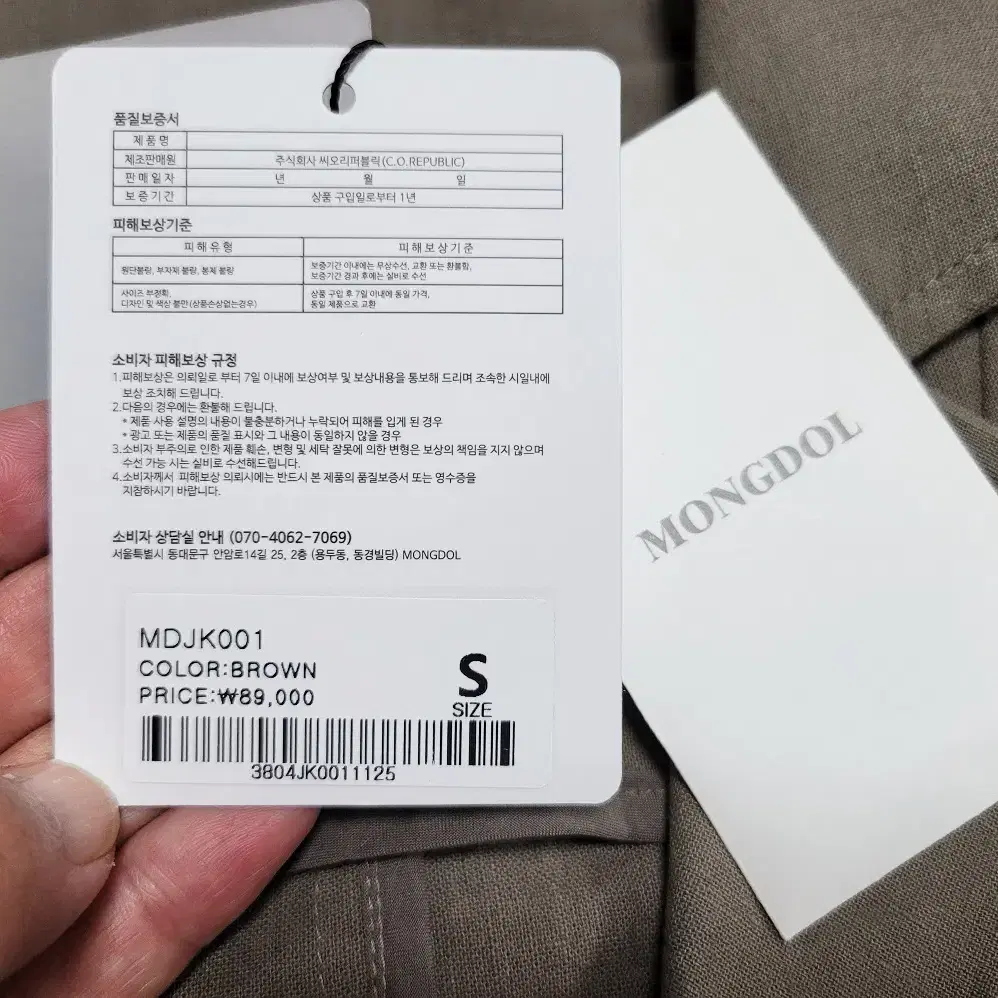 품질보증서
제 품 명
제조판매원 주식회사 씨오리퍼블릭(C.O.REPUBLIC)
판 매 일 자 년 월 일
보 증 기 간 상품 구입일로부터 1년
피해보상기준
피 해 유 형 피 해 보 상 기 준
원단불량, 부자재 불량, 봉제 불량 보증기간 이내에는 무상수선, 교환 또는 환불함,
보증기간 경과 후에는 실비로 수선
사이즈 부정확, 상품 구입 후 7일 이내에 동일 가격,
디자인 및 색상 불만(상품손상없는경우) 동일 제품으로 교환
소비자 피해보상 규정
1.피해보상은 의뢰일로 부터 7일 이내에 보상여부 및 보상내용을 통보해 드리며 조속한 시일내에
보상 조치해 드립니다.
2.다음의 경우에는 환불해 드립니다.
* 제품 사용 설명의 내용이 불충분하거나 누락되어 피해를 입게 된 경우
* 광고 또는 제품의 품질 표시와 그 내용이 동일하지 않을 경우
3.소비자 부주의로 인한 제품 훼손, 변형 및 세탁 잘못에 의한 변형은 보상의 책임을 지지 않으며
수선 가능 시는 실비로 수선해드립니다.
4.소비자께서 피해보상 의뢰시에는 반드시 본 제품의 품질보증서 또는 영수증을
지참하시기 바랍니다.
소비자 상담실 안내 (070-4062-7069)
서울특별시 동대문구 안암로14길 25, 2층 (용두동, 동경빌딩) MONGDOL
MDJK001
COLOR:BROWN
PRICE:₩89,000
S
SIZE
3804JK0011125
MONGDOL